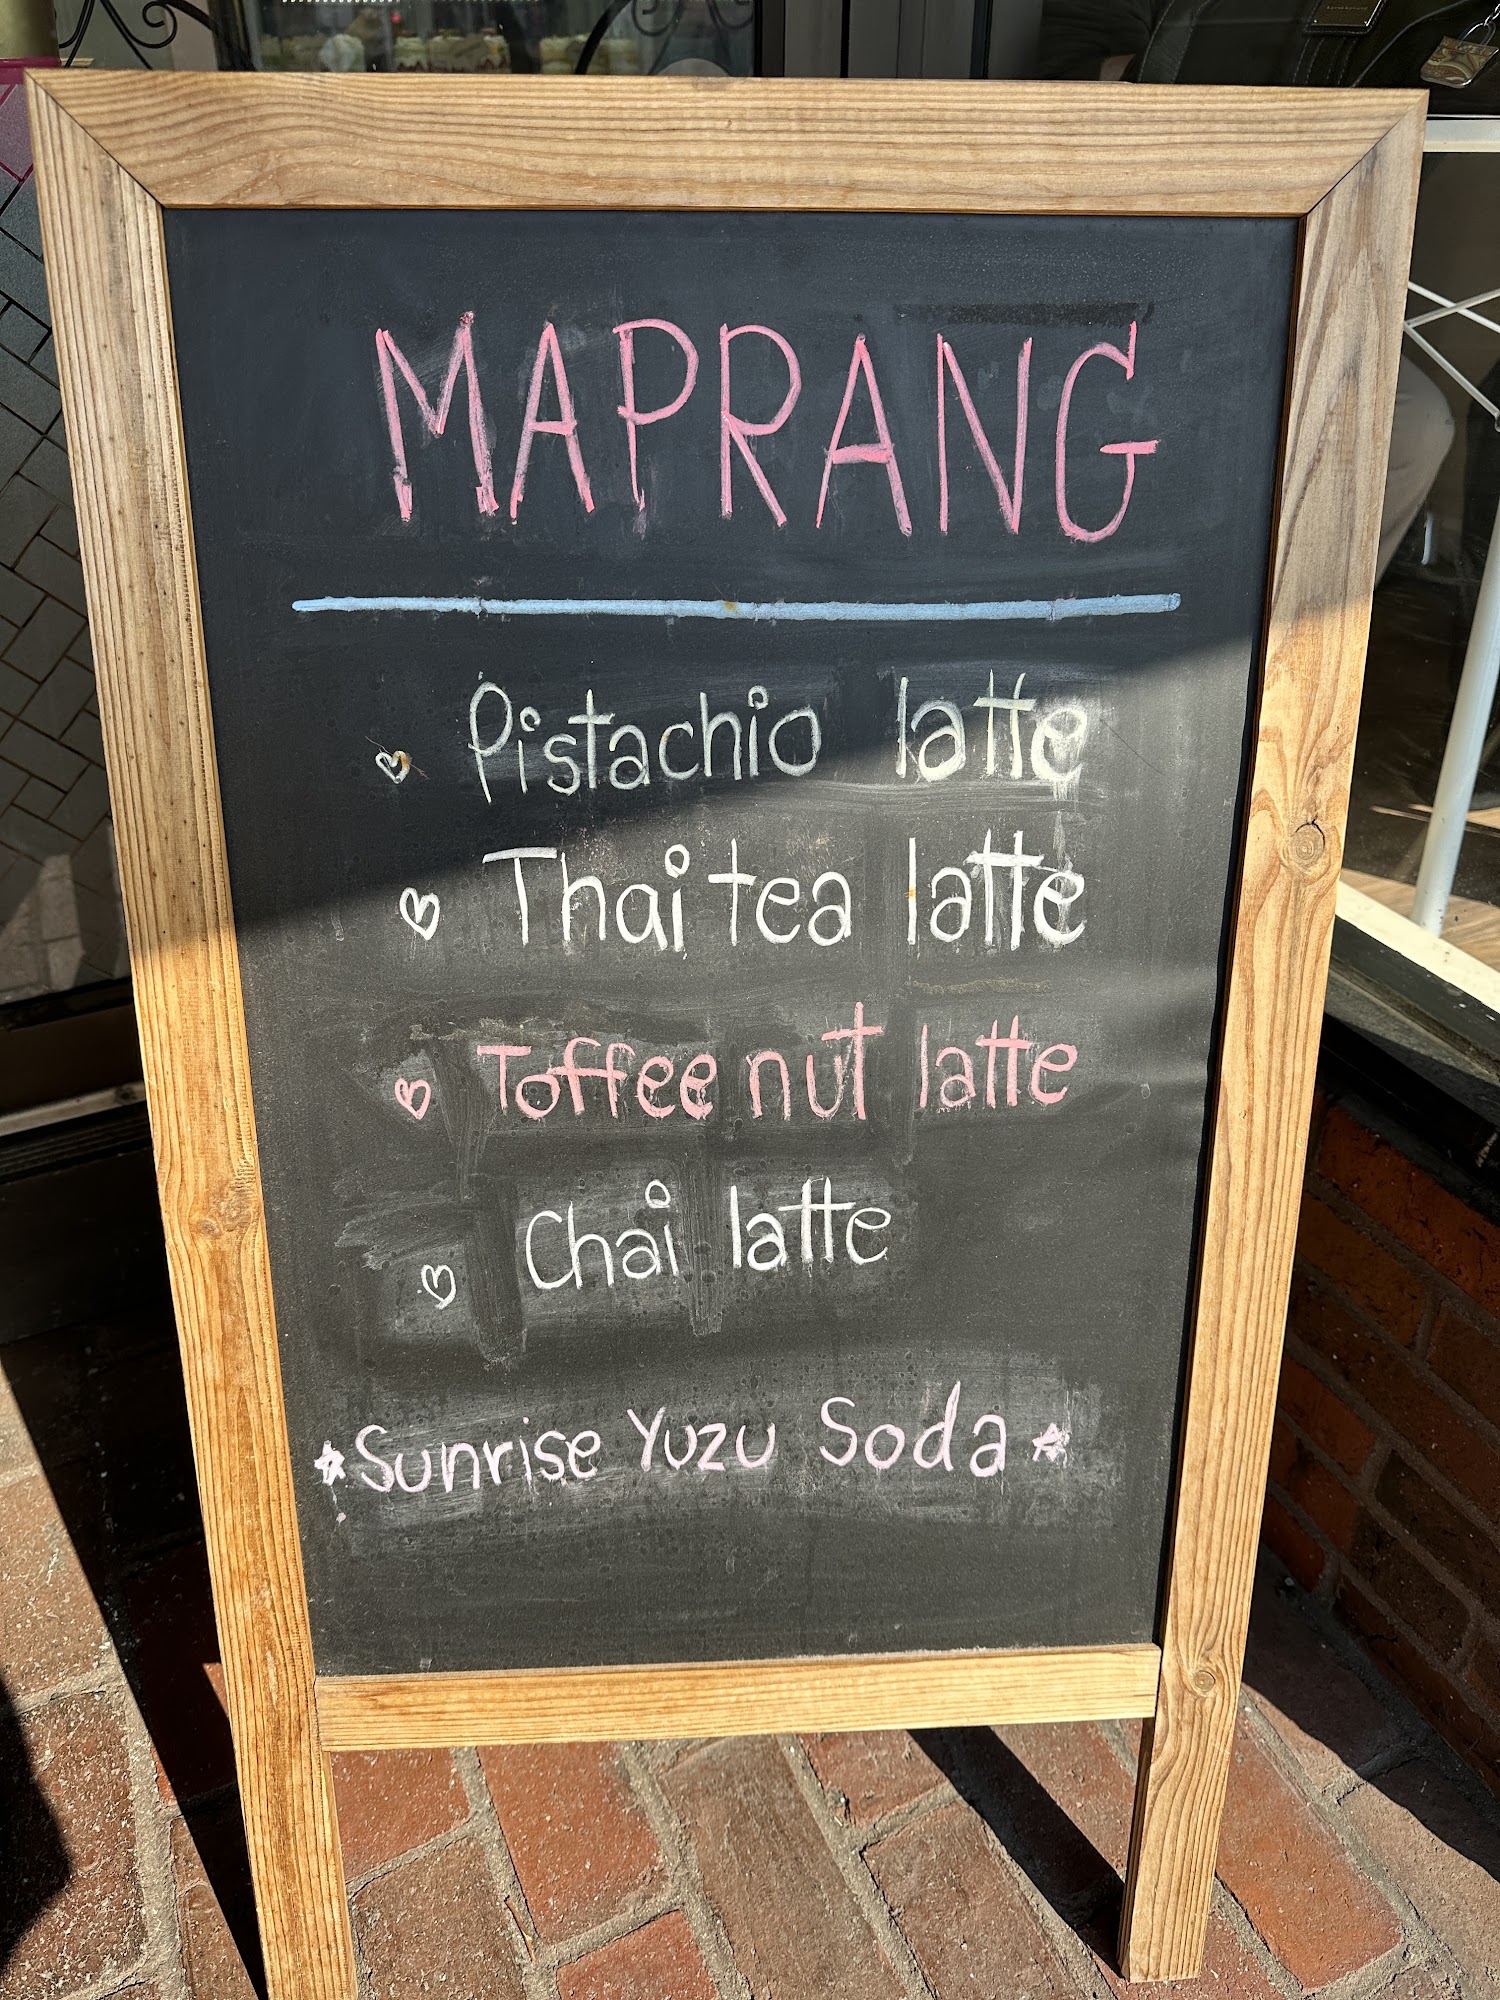 MAPRANG
Pistachio latte
Thai tea latte
Toffee nut latte
Chai latte
Sunrise Yuzu Soda